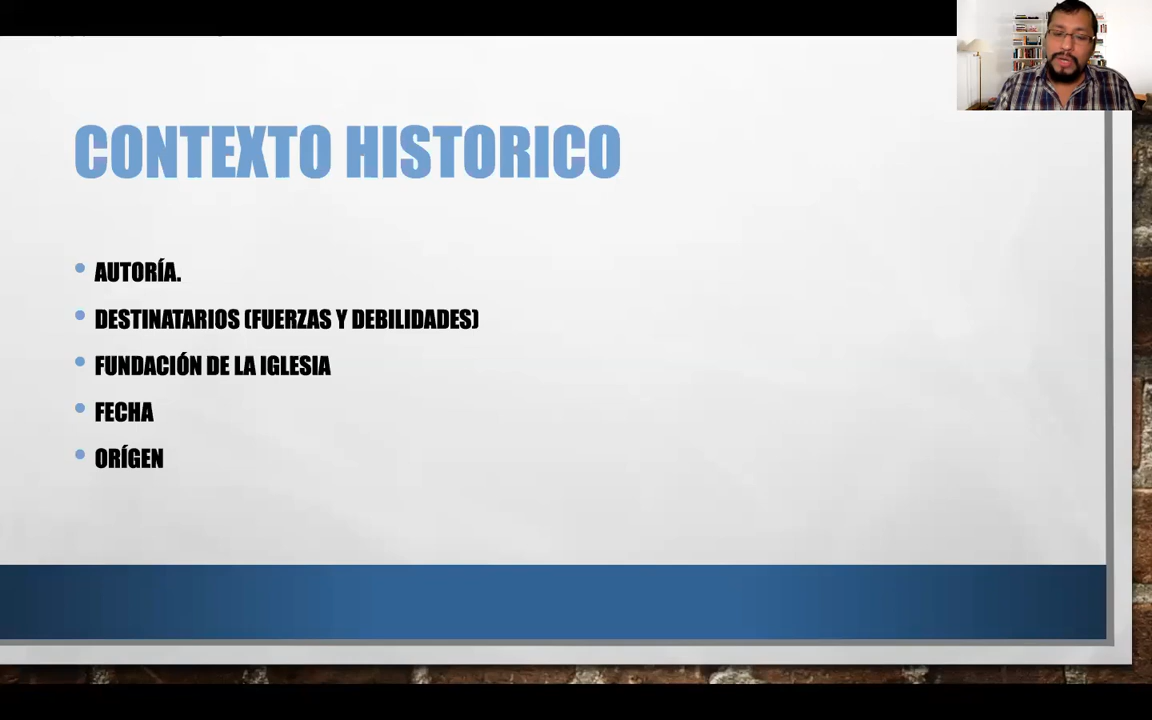 CONTEXTO HISTORICO
AUTORÍA.
DESTINATARIOS (FUERZAS Y DEBILIDADES)
FUNDACIÓN DE LA IGLESIA
FECHA
ORÍGEN